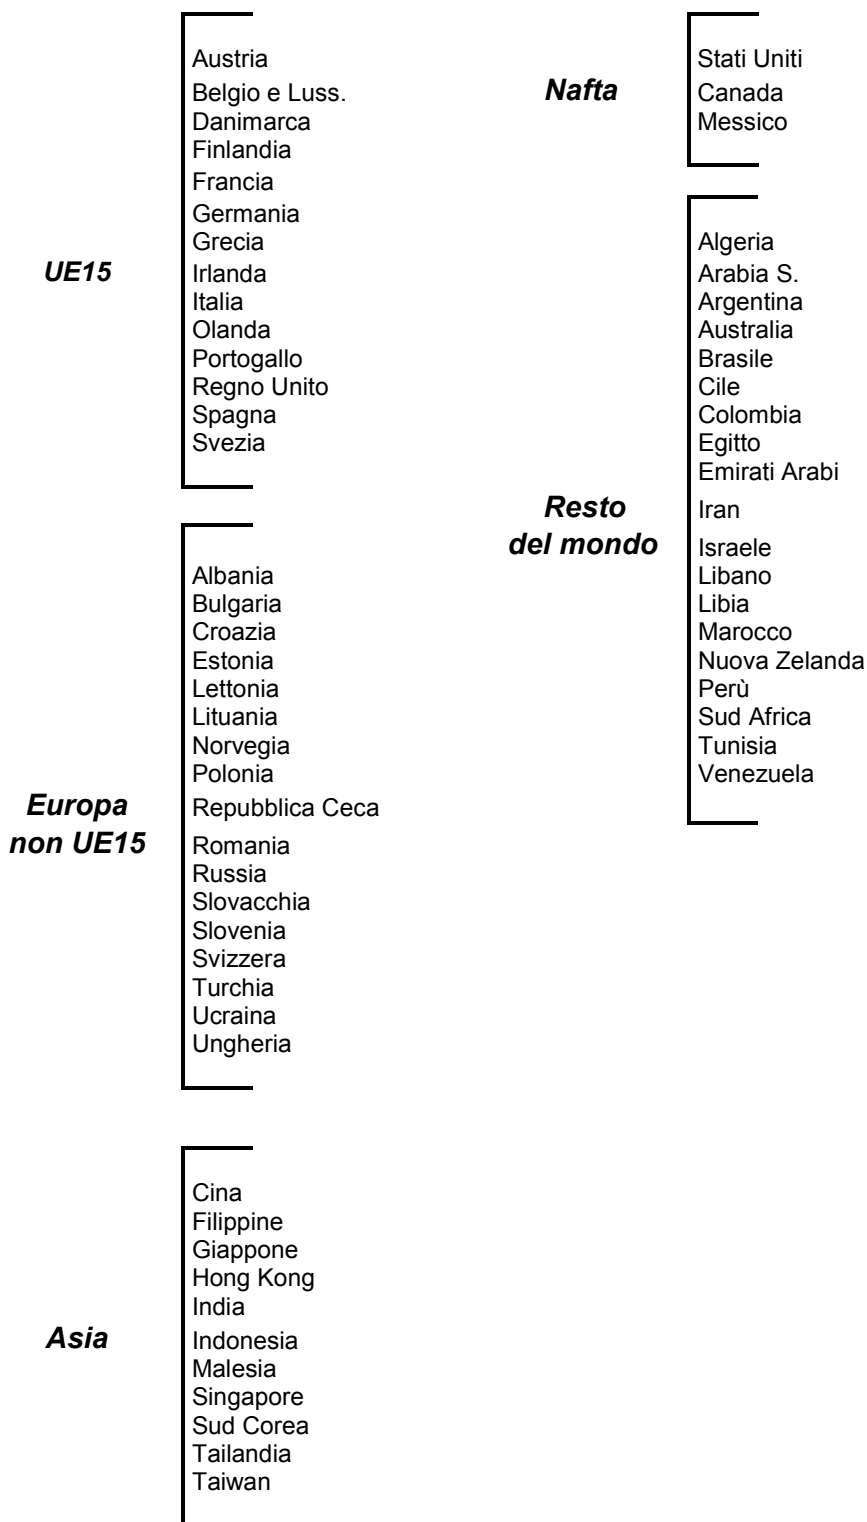 UE15
Austria
Belgio e Luss.
Danimarca
Finlandia
Francia
Germania
Grecia
Irlanda
Italia
Olanda
Portogallo
Regno Unito
Spagna
Svezia
Europa
non UE15
Albania
Bulgaria
Croazia
Estonia
Lettonia
Lituania
Norvegia
Polonia
Repubblica Ceca
Romania
Russia
Slovacchia
Slovenia
Svizzera
Turchia
Ucraina
Ungheria
Asia
Cina
Filippine
Giappone
Hong Kong
India
Indonesia
Malesia
Singapore
Sud Corea
Tailandia
Taiwan
Nafta
Stati Uniti
Canada
Messico
Resto
del mondo
Algeria
Arabia S.
Argentina
Australia
Brasile
Cile
Colombia
Egitto
Emirati Arabi
Iran
Israele
Libano
Libia
Marocco
Nuova Zelanda
Perù
Sud Africa
Tunisia
Venezuela